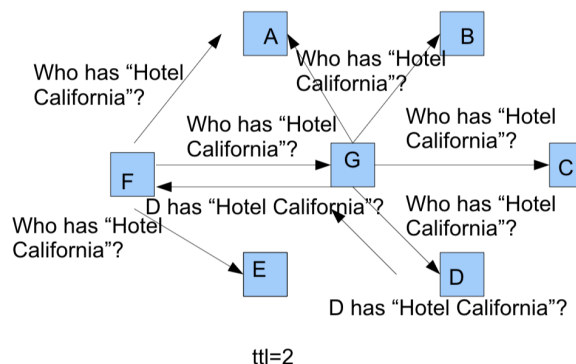 A
B
Who has “Hotel
California”?
Who has “Hotel
California”?
Who has “Hotel
California”?
Who has “Hotel
California”?
G
C
F
D has “Hotel California”?
Who has “Hotel
California”?
Who has “Hotel
California”?
E
D
D has “Hotel California”?
ttl=2